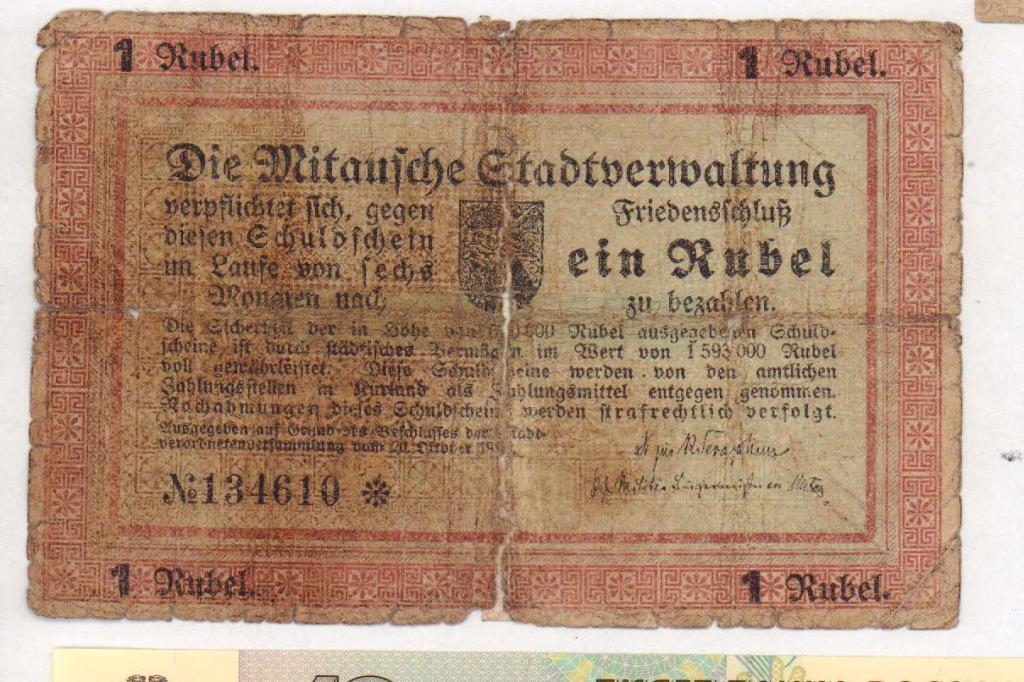 1 Rubel.
1 Rubel.
Die Mitausche Stadtverwaltung
verpflichtet sich, gegen
diesen Schuldschein
im Laufe von sechs
Monaten nach
Friedensschluß
ein Rubel
zu bezahlen.
Die Sicherheit der in Höhe von 000 Rubel ausgegebenen Schuld-
scheine ist durch städtisches Vermögen im Wert von 1 593 000 Rubel
voll gewährleistet. Diese Schuldscheine werden von den amtlichen
Zahlungsstellen in Kurland als Zahlungsmittel entgegen genommen.
Nachahmungen dieses Schuldschein werden strafrechtlich verfolgt.
Ausgegeben auf Grund des Beschlusses der Stadt-
verordnetenversammlung vom 20. Oktober
№134610 ※
1 Rubel.
1 Rubel.